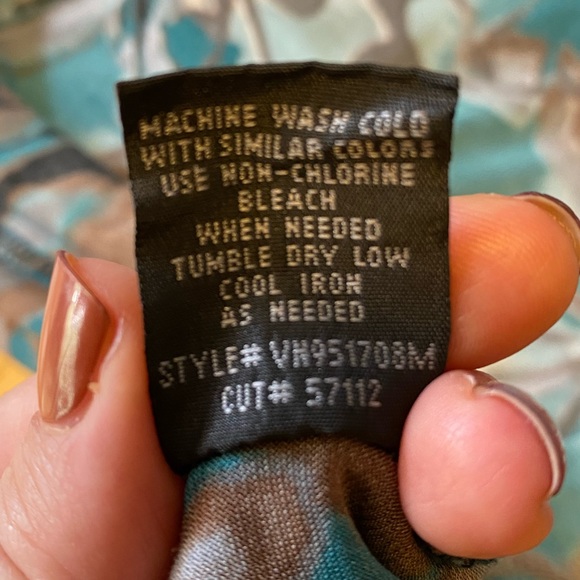 MACHINE WASH COLD
WITH SIMILAR COLORS
USE NON-CHLORINE
BLEACH
WHEN NEEDED
TUMBLE DRY LOW
COOL IRON
AS NEEDED
STYLE# VH951708M
CUT# 57112